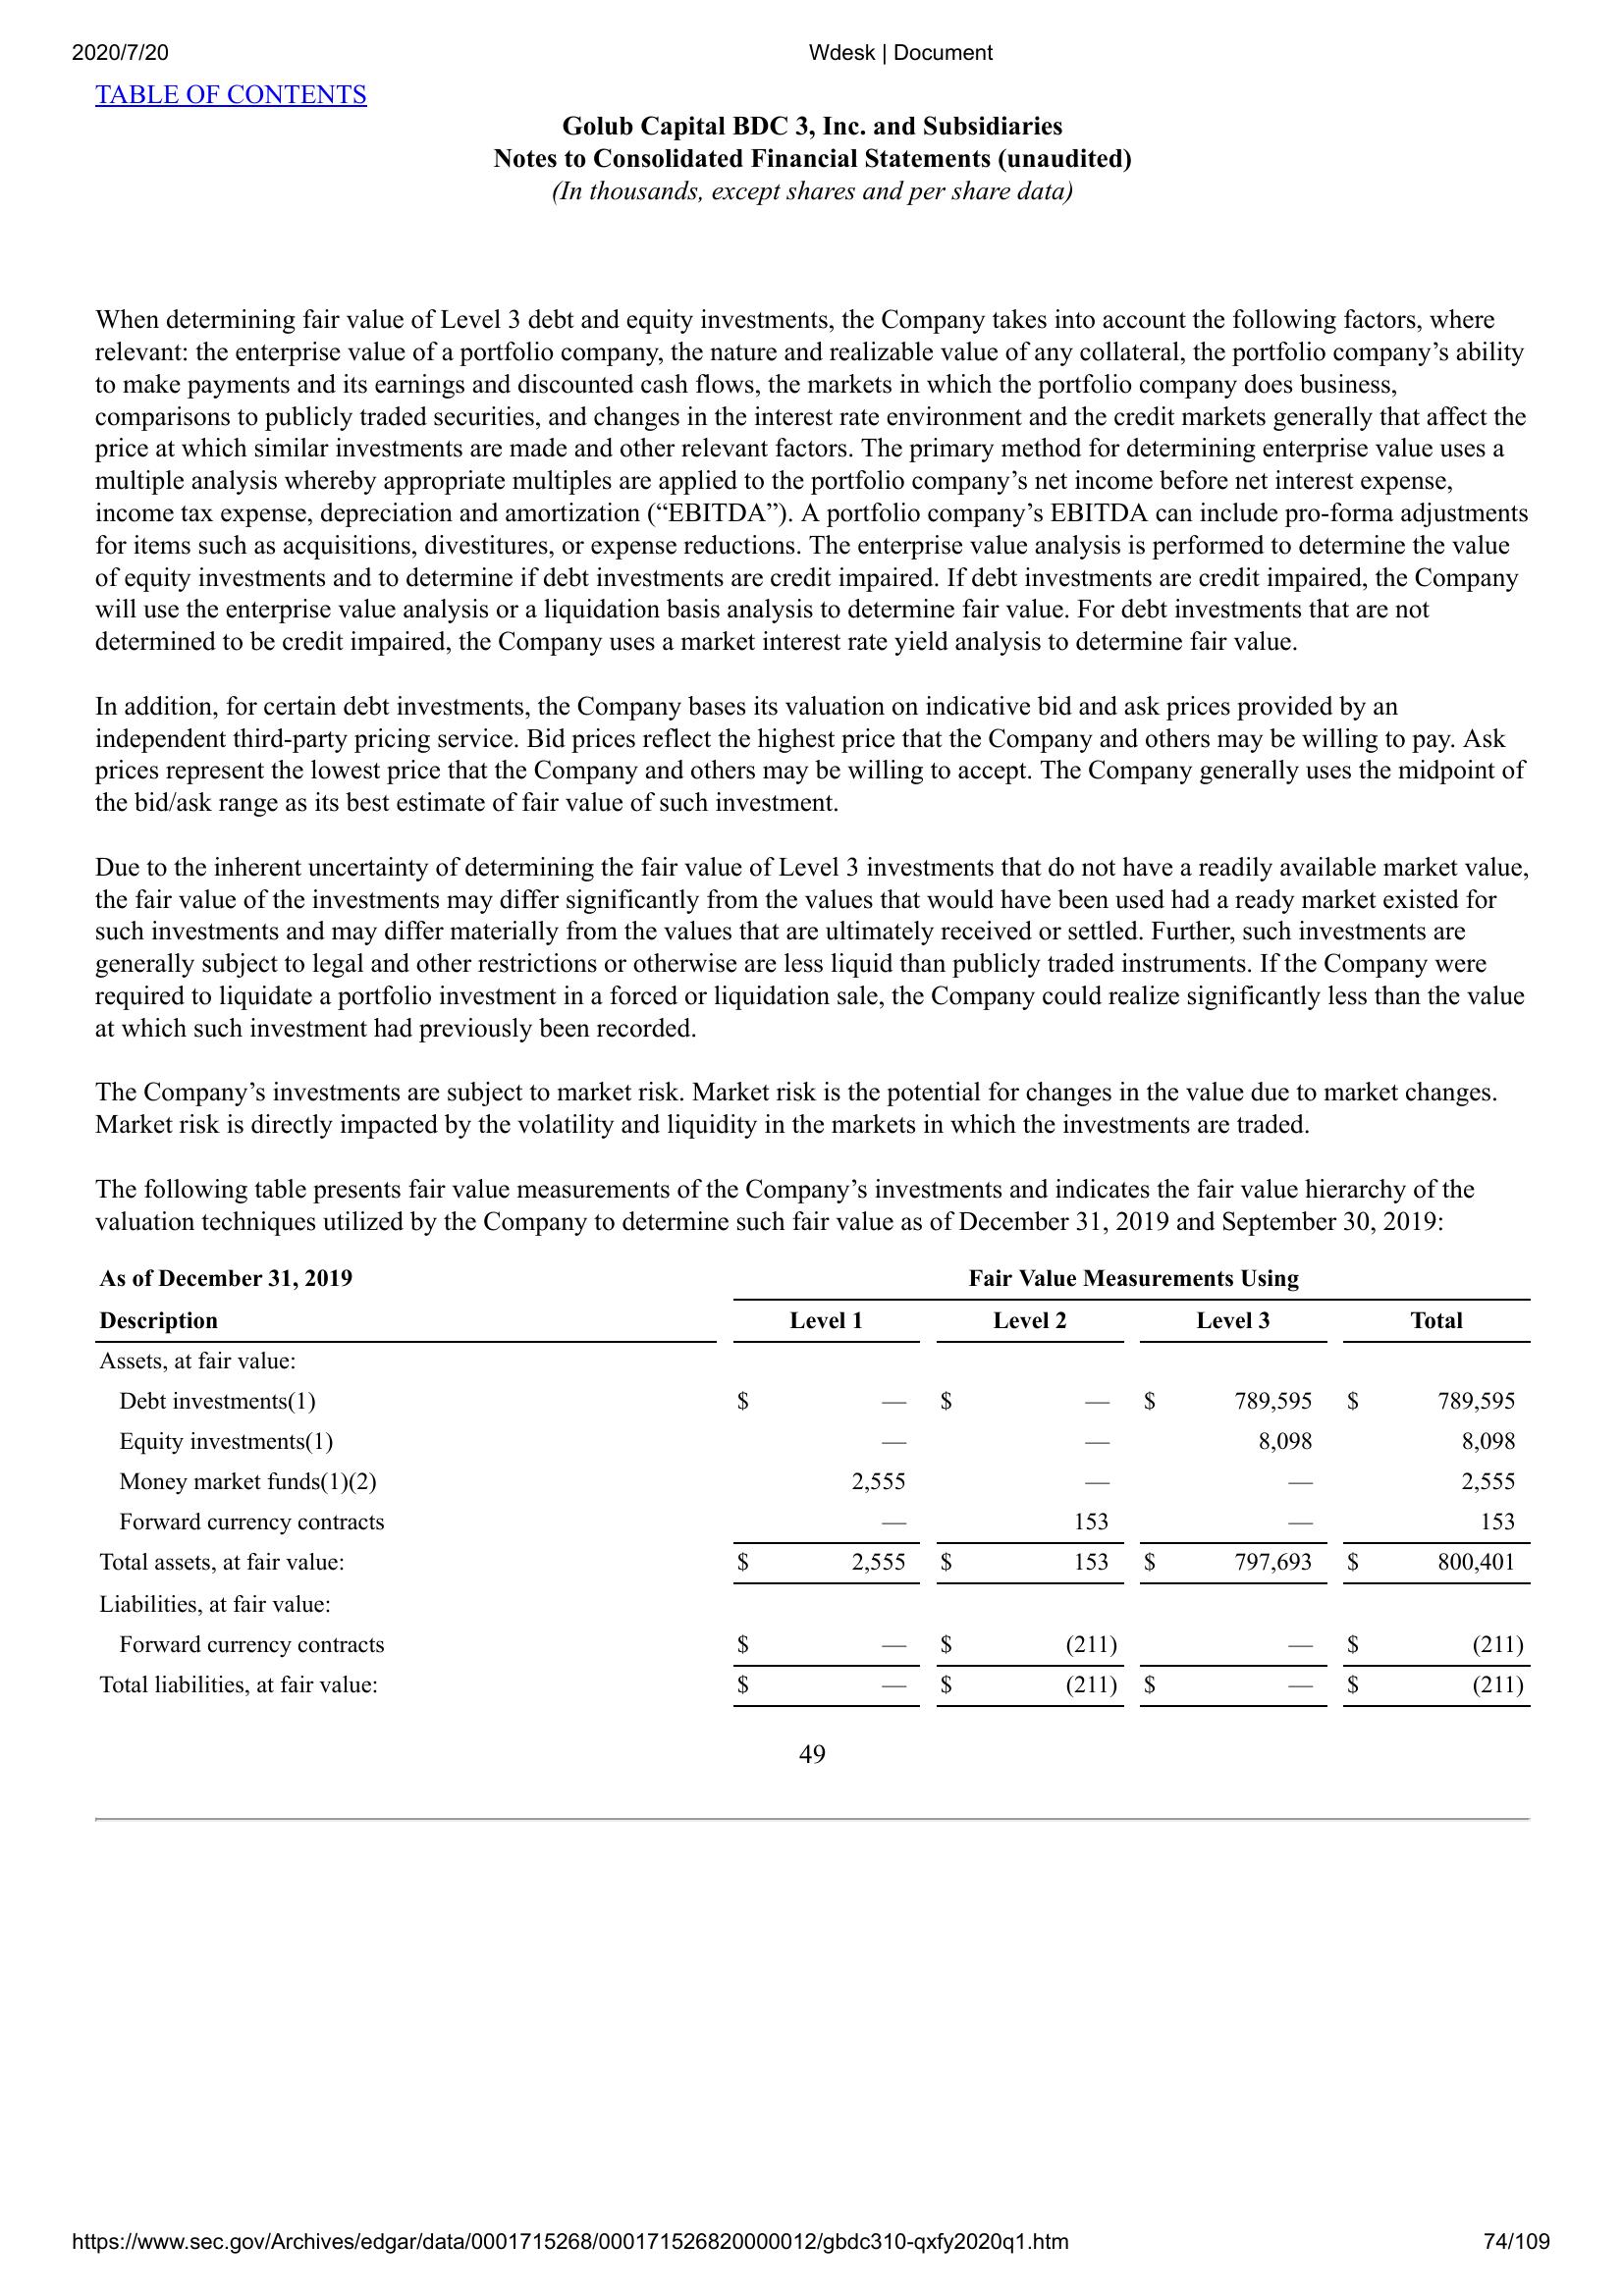 2020/7/20 Wdesk | Document
TABLE OF CONTENTS
Golub Capital BDC 3, Inc. and Subsidiaries
Notes to Consolidated Financial Statements (unaudited)
(In thousands, except shares and per share data)
When determining fair value of Level 3 debt and equity investments, the Company takes into account the following factors, where
relevant: the enterprise value of a portfolio company, the nature and realizable value of any collateral, the portfolio company’s ability
to make payments and its earnings and discounted cash flows, the markets in which the portfolio company does business,
comparisons to publicly traded securities, and changes in the interest rate environment and the credit markets generally that affect the
price at which similar investments are made and other relevant factors. The primary method for determining enterprise value uses a
multiple analysis whereby appropriate multiples are applied to the portfolio company’s net income before net interest expense,
income tax expense, depreciation and amortization (“EBITDA”). A portfolio company’s EBITDA can include pro-forma adjustments
for items such as acquisitions, divestitures, or expense reductions. The enterprise value analysis is performed to determine the value
of equity investments and to determine if debt investments are credit impaired. If debt investments are credit impaired, the Company
will use the enterprise value analysis or a liquidation basis analysis to determine fair value. For debt investments that are not
determined to be credit impaired, the Company uses a market interest rate yield analysis to determine fair value.
In addition, for certain debt investments, the Company bases its valuation on indicative bid and ask prices provided by an
independent third-party pricing service. Bid prices reflect the highest price that the Company and others may be willing to pay. Ask
prices represent the lowest price that the Company and others may be willing to accept. The Company generally uses the midpoint of
the bid/ask range as its best estimate of fair value of such investment.
Due to the inherent uncertainty of determining the fair value of Level 3 investments that do not have a readily available market value,
the fair value of the investments may differ significantly from the values that would have been used had a ready market existed for
such investments and may differ materially from the values that are ultimately received or settled. Further, such investments are
generally subject to legal and other restrictions or otherwise are less liquid than publicly traded instruments. If the Company were
required to liquidate a portfolio investment in a forced or liquidation sale, the Company could realize significantly less than the value
at which such investment had previously been recorded.
The Company’s investments are subject to market risk. Market risk is the potential for changes in the value due to market changes.
Market risk is directly impacted by the volatility and liquidity in the markets in which the investments are traded.
The following table presents fair value measurements of the Company’s investments and indicates the fair value hierarchy of the
valuation techniques utilized by the Company to determine such fair value as of December 31, 2019 and September 30, 2019:
As of December 31, 2019 Fair Value Measurements Using
Description Level 1 Level 2 Level 3 Total
Assets, at fair value:
Debt investments(1) $ — $ — $ 789,595 $ 789,595
Equity investments(1) — — 8,098 8,098
Money market funds(1)(2) 2,555 — — 2,555
Forward currency contracts — 153 — 153
Total assets, at fair value: $ 2,555 $ 153 $ 797,693 $ 800,401
Liabilities, at fair value:
Forward currency contracts $ — $ (211) — $ (211)
Total liabilities, at fair value: $ — $ (211) $ — $ (211)
49
https://www.sec.gov/Archives/edgar/data/0001715268/000171526820000012/gbdc310-qxfy2020q1.htm 74/109